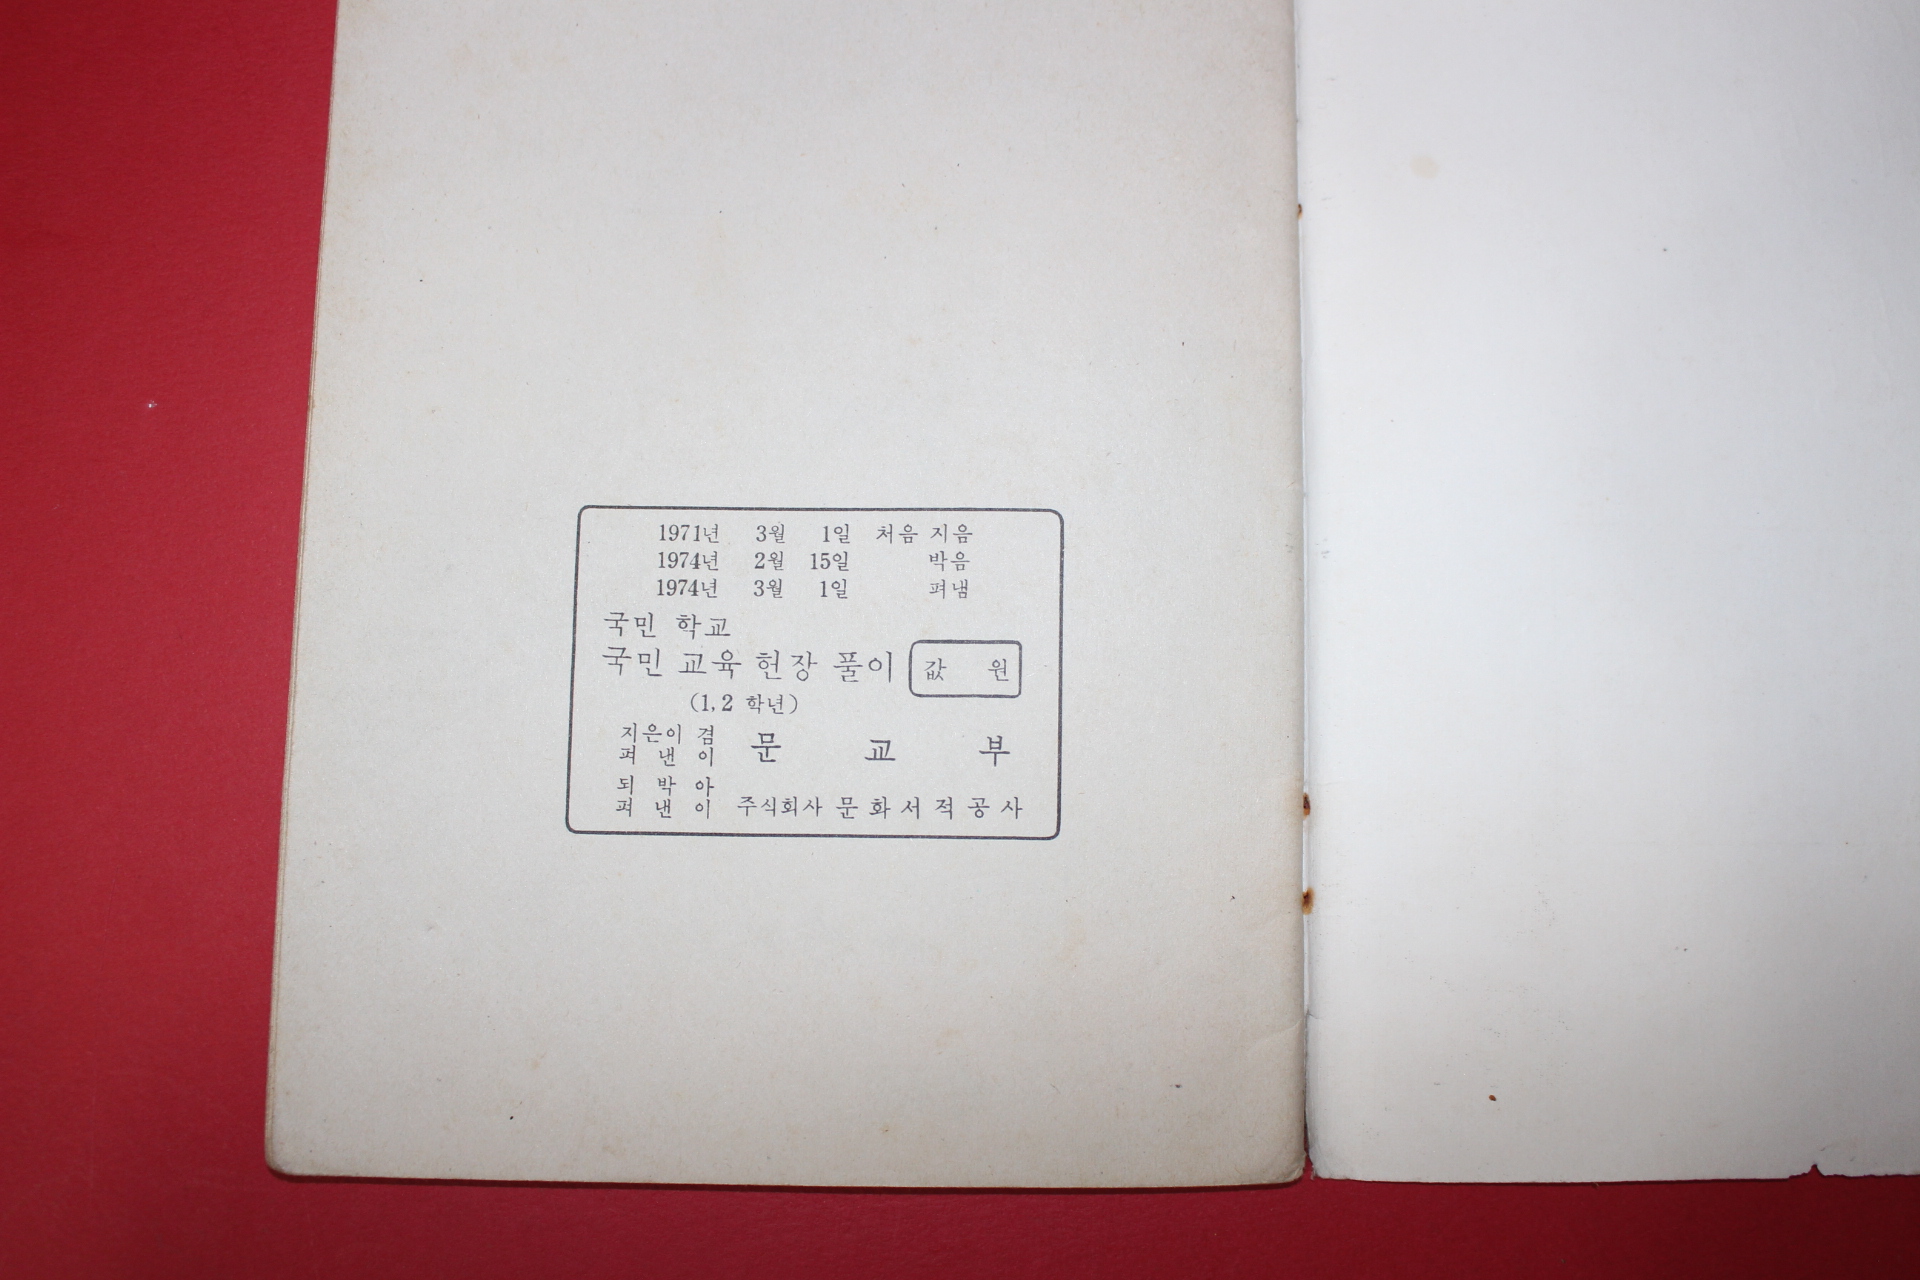 1971년 3월 1일 처음 지음
1974년 2월 15일 박음
1974년 3월 1일 펴냄
국민 학교
국민 교육 헌장 풀이 값 원
(1, 2 학년)
지은이 겸
펴 낸 이
문 교 부
되 박 아
펴 낸 이
주식회사 문 화 서 적 공 사